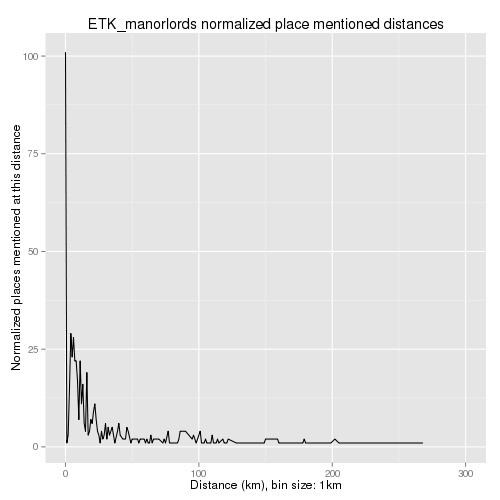 ETK_manorlords normalized place mentioned distances
Normalized places mentioned at this distance
100
75
50
25
0
0 100 200 300
Distance (km), bin size: 1km